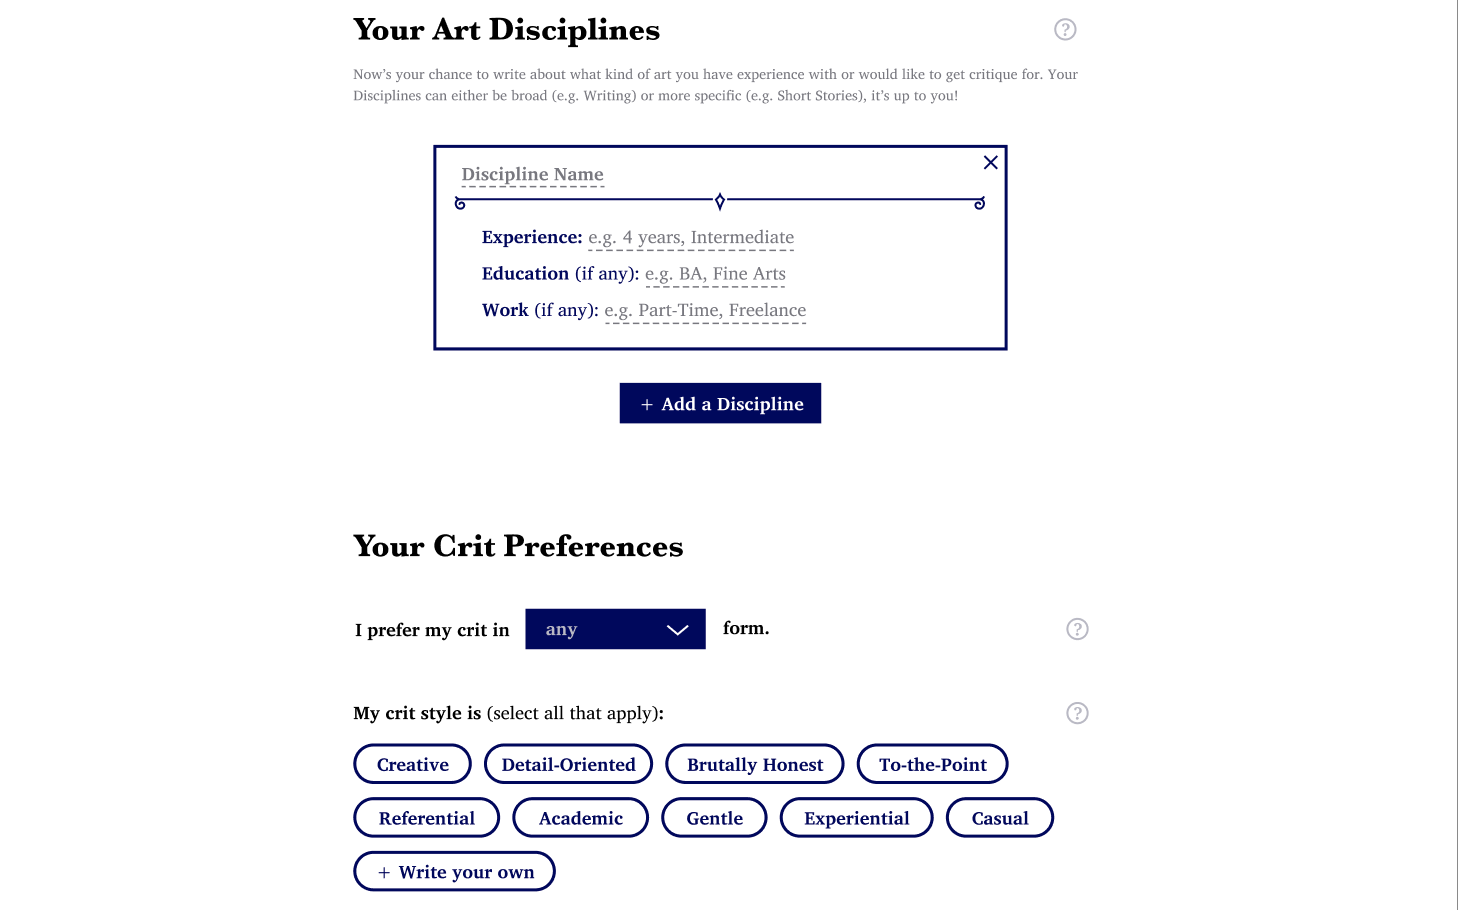 Your Art Disciplines
?
Now’s your chance to write about what kind of art you have experience with or would like to get critique for. Your
Disciplines can either be broad (e.g. Writing) or more specific (e.g. Short Stories), it’s up to you!
Discipline Name
Experience: e.g. 4 years, Intermediate
Education (if any): e.g. BA, Fine Arts
Work (if any): e.g. Part-Time, Freelance
+ Add a Discipline
Your Crit Preferences
I prefer my crit in any form.
?
My crit style is (select all that apply):
?
Creative Detail-Oriented Brutally Honest To-the-Point
Referential Academic Gentle Experiential Casual
+ Write your own